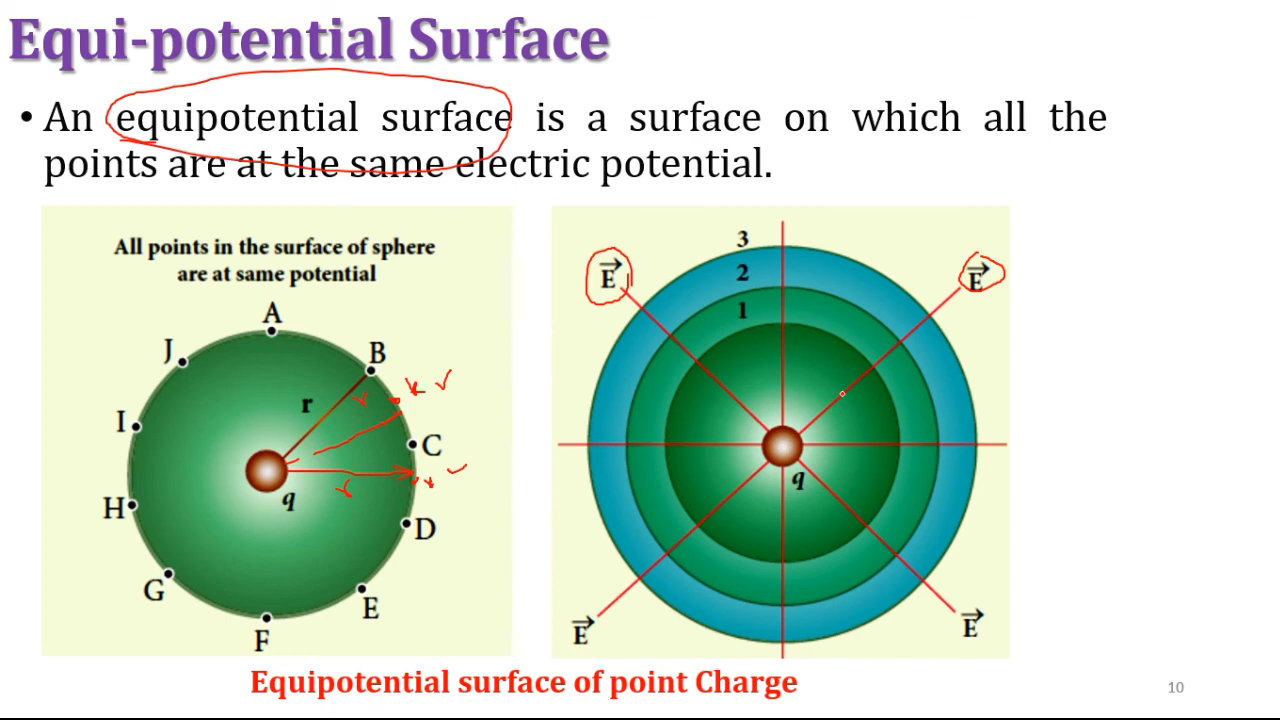 Equi-potential Surface
• An equipotential surface is a surface on which all the
points are at the same electric potential.
All points in the surface of sphere
are at same potential
A
B
C
D
E
F
G
H
I
J
r
q
3
2
1
E⃗
E⃗
q
E⃗
E⃗
Equipotential surface of point Charge
10